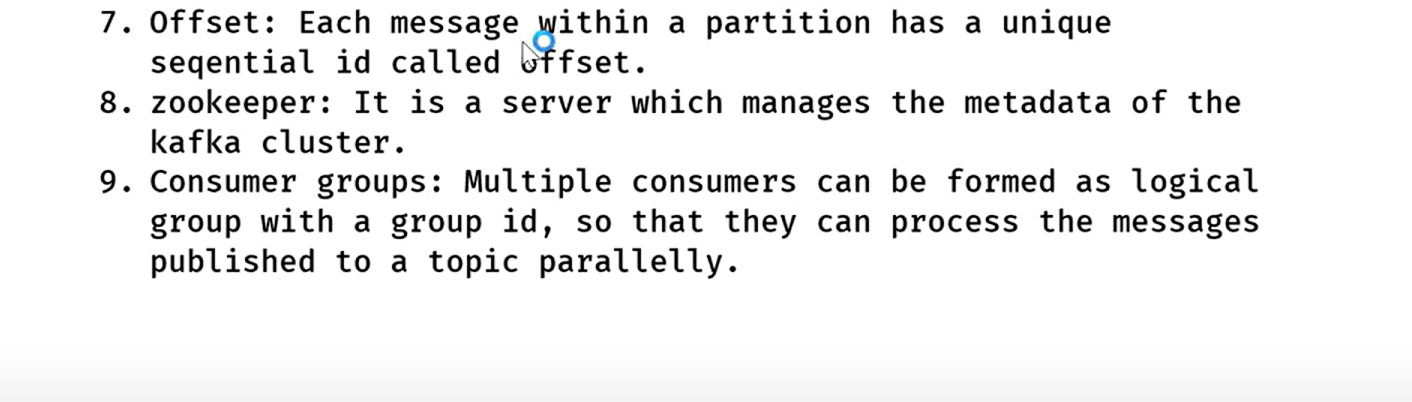 7. Offset: Each message within a partition has a unique
seqential id called offset.
8. zookeeper: It is a server which manages the metadata of the
kafka cluster.
9. Consumer groups: Multiple consumers can be formed as logical
group with a group id, so that they can process the messages
published to a topic parallelly.